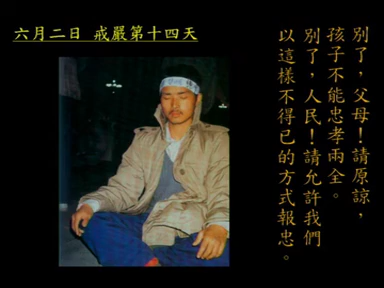 六月二日 戒嚴第十四天
別了，父母！請原諒，
孩子不能忠孝兩全。
別了，人民！請允許我們
以這樣不得已的方式報忠。